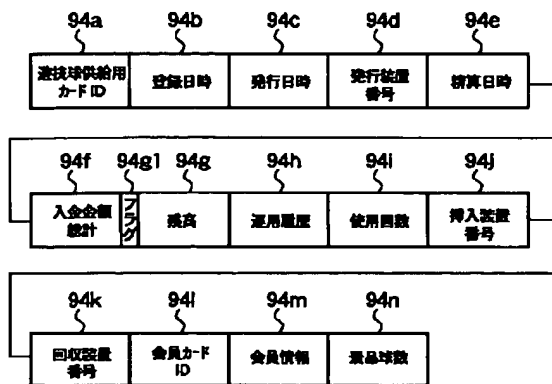 94a 94b 94c 94d 94e
遊技球供給用
カード ID
登録日時
発行日時
発行装置
番号
精算日時
94f 94g1 94g 94h 94i 94j
入金金額
総計
フラグ
残高
運用履歴
使用回数
挿入装置
番号
94k 94l 94m 94n
回収装置
番号
会員カード
ID
会員情報
景品球数